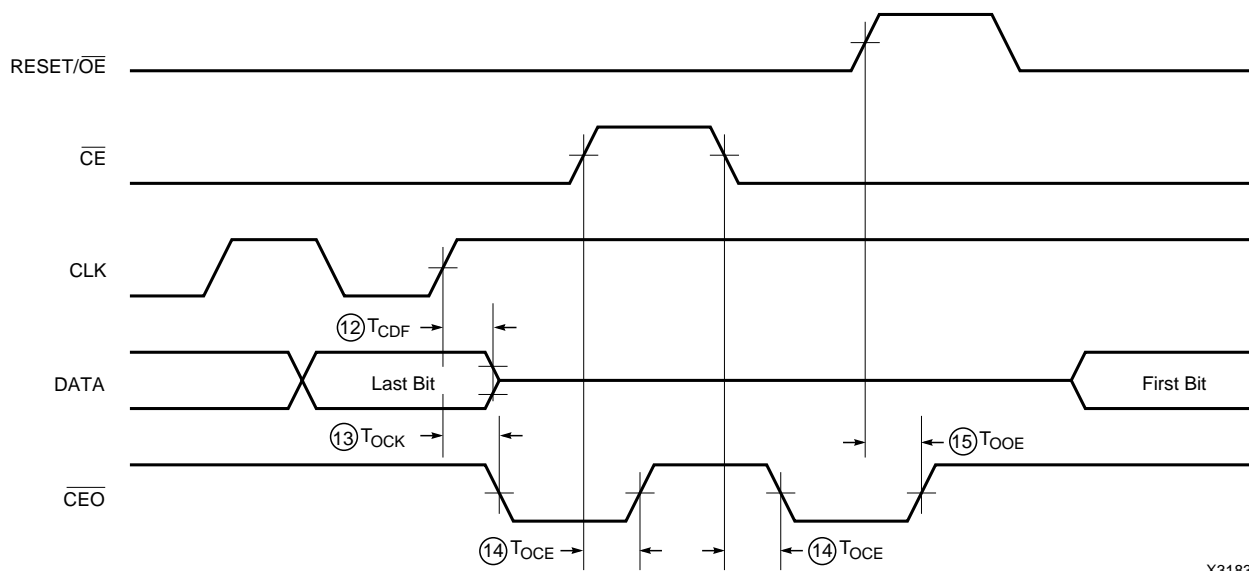 RESET/OE
CE
CLK
12 TCDF
DATA
Last Bit
First Bit
13 TOCK
15 TOOE
CEO
14 TOCE
14 TOCE
X3183